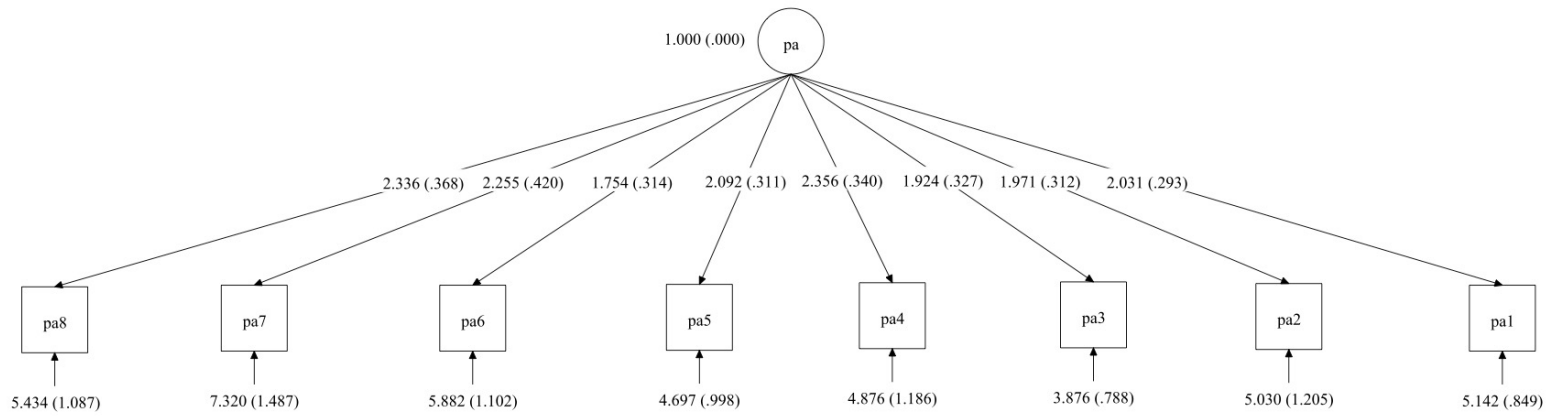 1.000 (.000) pa
2.336 (.368) 2.255 (.420) 1.754 (.314) 2.092 (.311) 2.356 (.340) 1.924 (.327) 1.971 (.312) 2.031 (.293)
pa8 pa7 pa6 pa5 pa4 pa3 pa2 pa1
5.434 (1.087) 7.320 (1.487) 5.882 (1.102) 4.697 (.998) 4.876 (1.186) 3.876 (.788) 5.030 (1.205) 5.142 (.849)